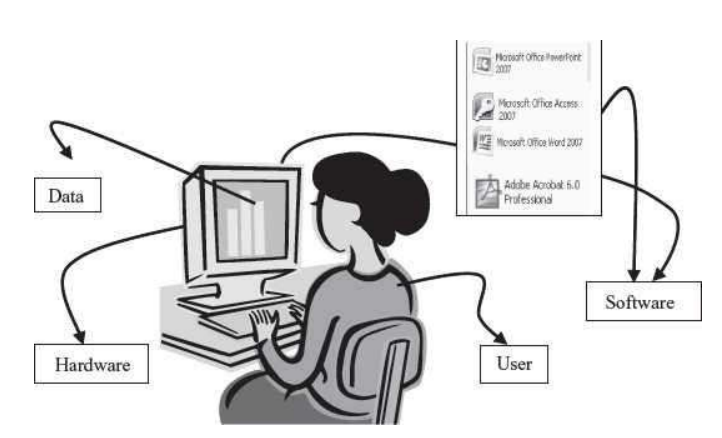 Microsoft Office PowerPoint
2007
Microsoft Office Access
2007
Microsoft Office Word 2007
Adobe Acrobat 6.0
Professional
Data
Software
Hardware
User